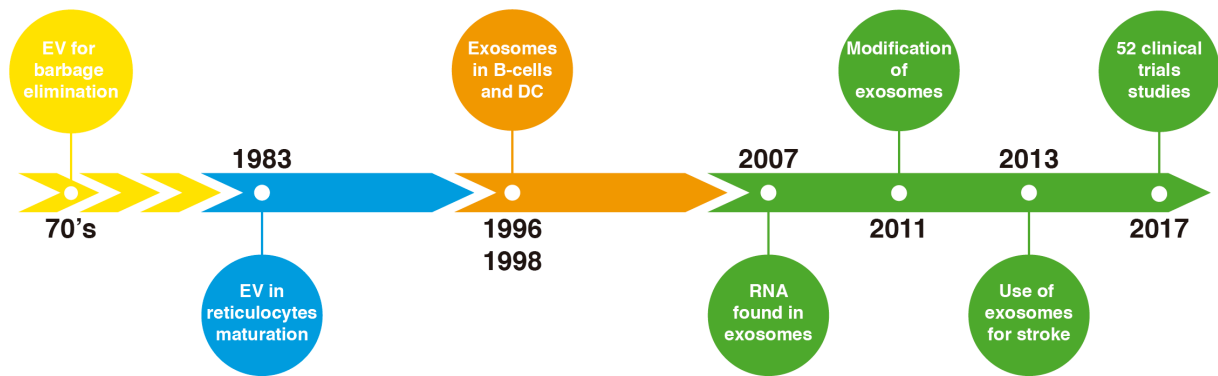 EV for
barbage
elimination
70’s
1983
EV in
reticulocytes
maturation
Exosomes
in B-cells
and DC
1996
1998
2007
RNA
found in
exosomes
Modification
of
exosomes
2011
2013
Use of
exosomes
for stroke
52 clinical
trials
studies
2017